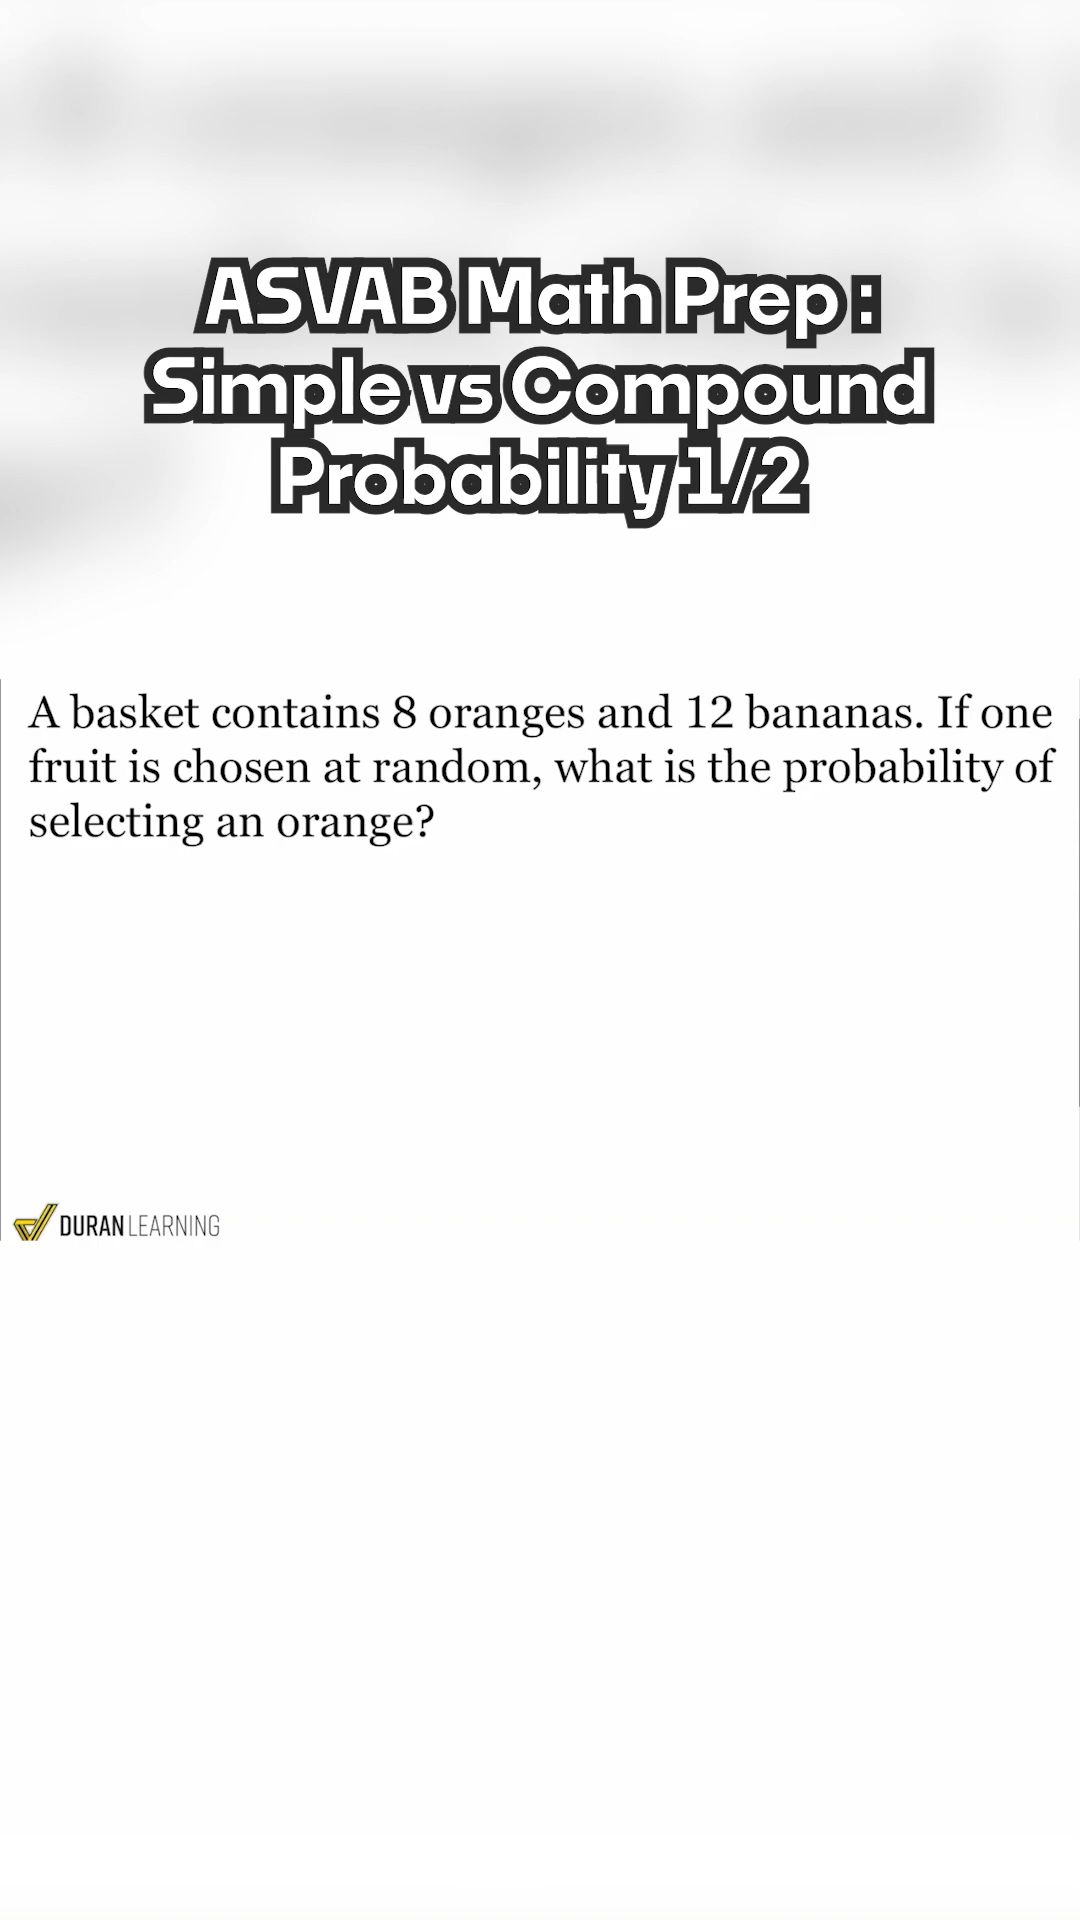 ASVAB Math Prep :
Simple vs Compound
Probability 1/2
A basket contains 8 oranges and 12 bananas. If one
fruit is chosen at random, what is the probability of
selecting an orange?
DURAN LEARNING